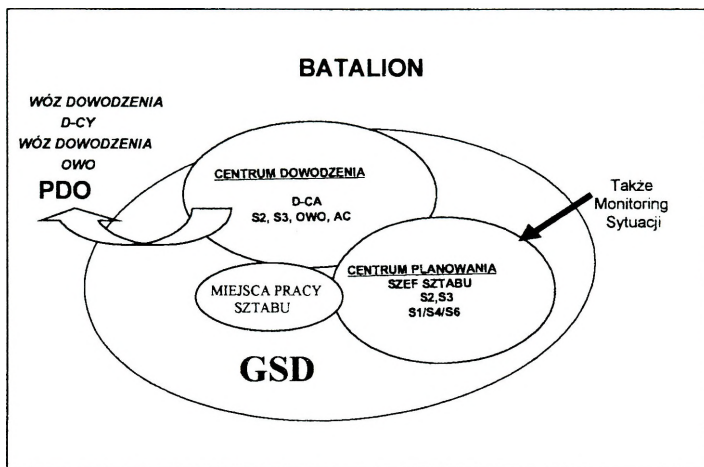 BATALION
WÓZ DOWODZENIA
D-CY
WÓZ DOWODZENIA
OWO
PDO
CENTRUM DOWODZENIA
D-CA
S2, S3, OWO, AC
Także
Monitoring
Sytuacji
CENTRUM PLANOWANIA
SZEF SZTABU
S2,S3
S1/S4/S6
MIEJSCA PRACY
SZTABU
GSD